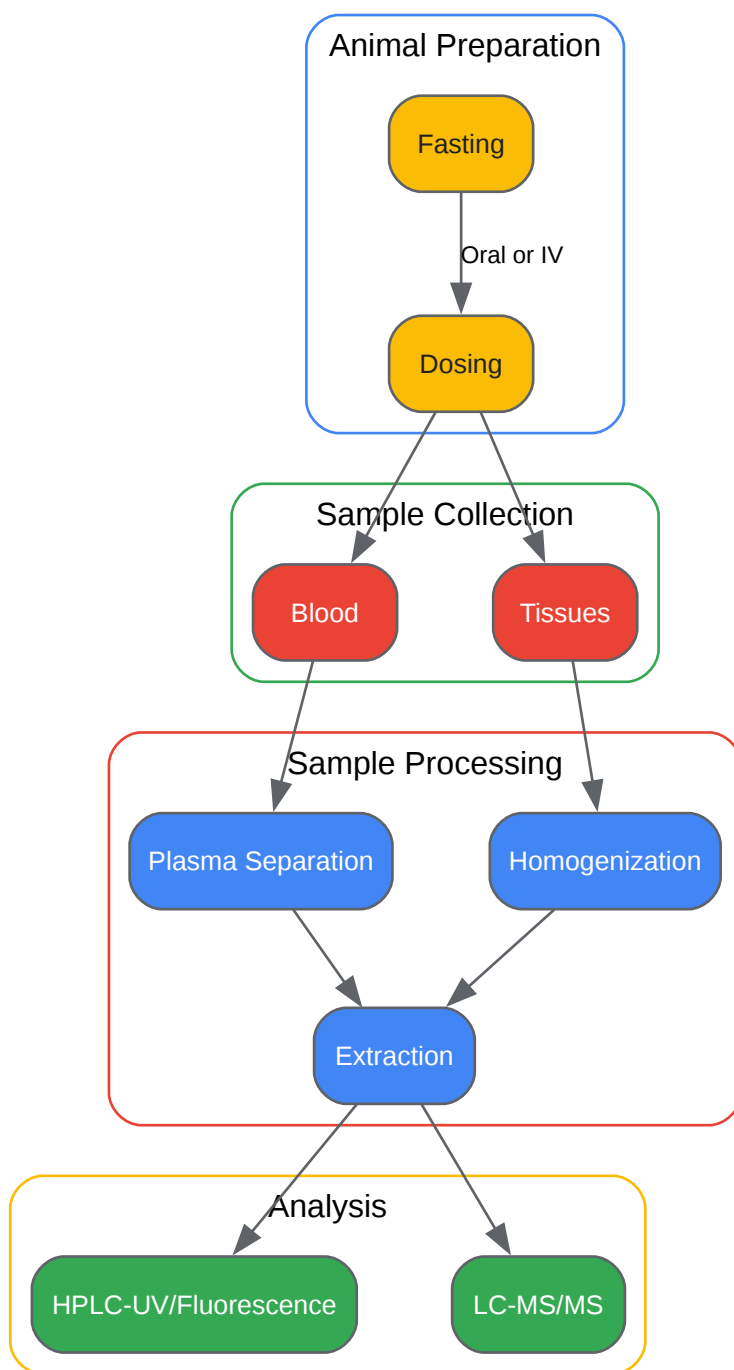 Animal Preparation
Fasting
Oral or IV
Dosing
Sample Collection
Blood
Tissues
Sample Processing
Plasma Separation
Homogenization
Extraction
Analysis
HPLC-UV/Fluorescence
LC-MS/MS